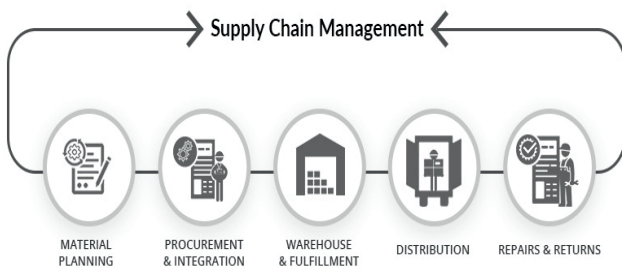 Supply Chain Management
MATERIAL
PLANNING
PROCUREMENT
& INTEGRATION
WAREHOUSE
& FULFILLMENT
DISTRIBUTION
REPAIRS & RETURNS